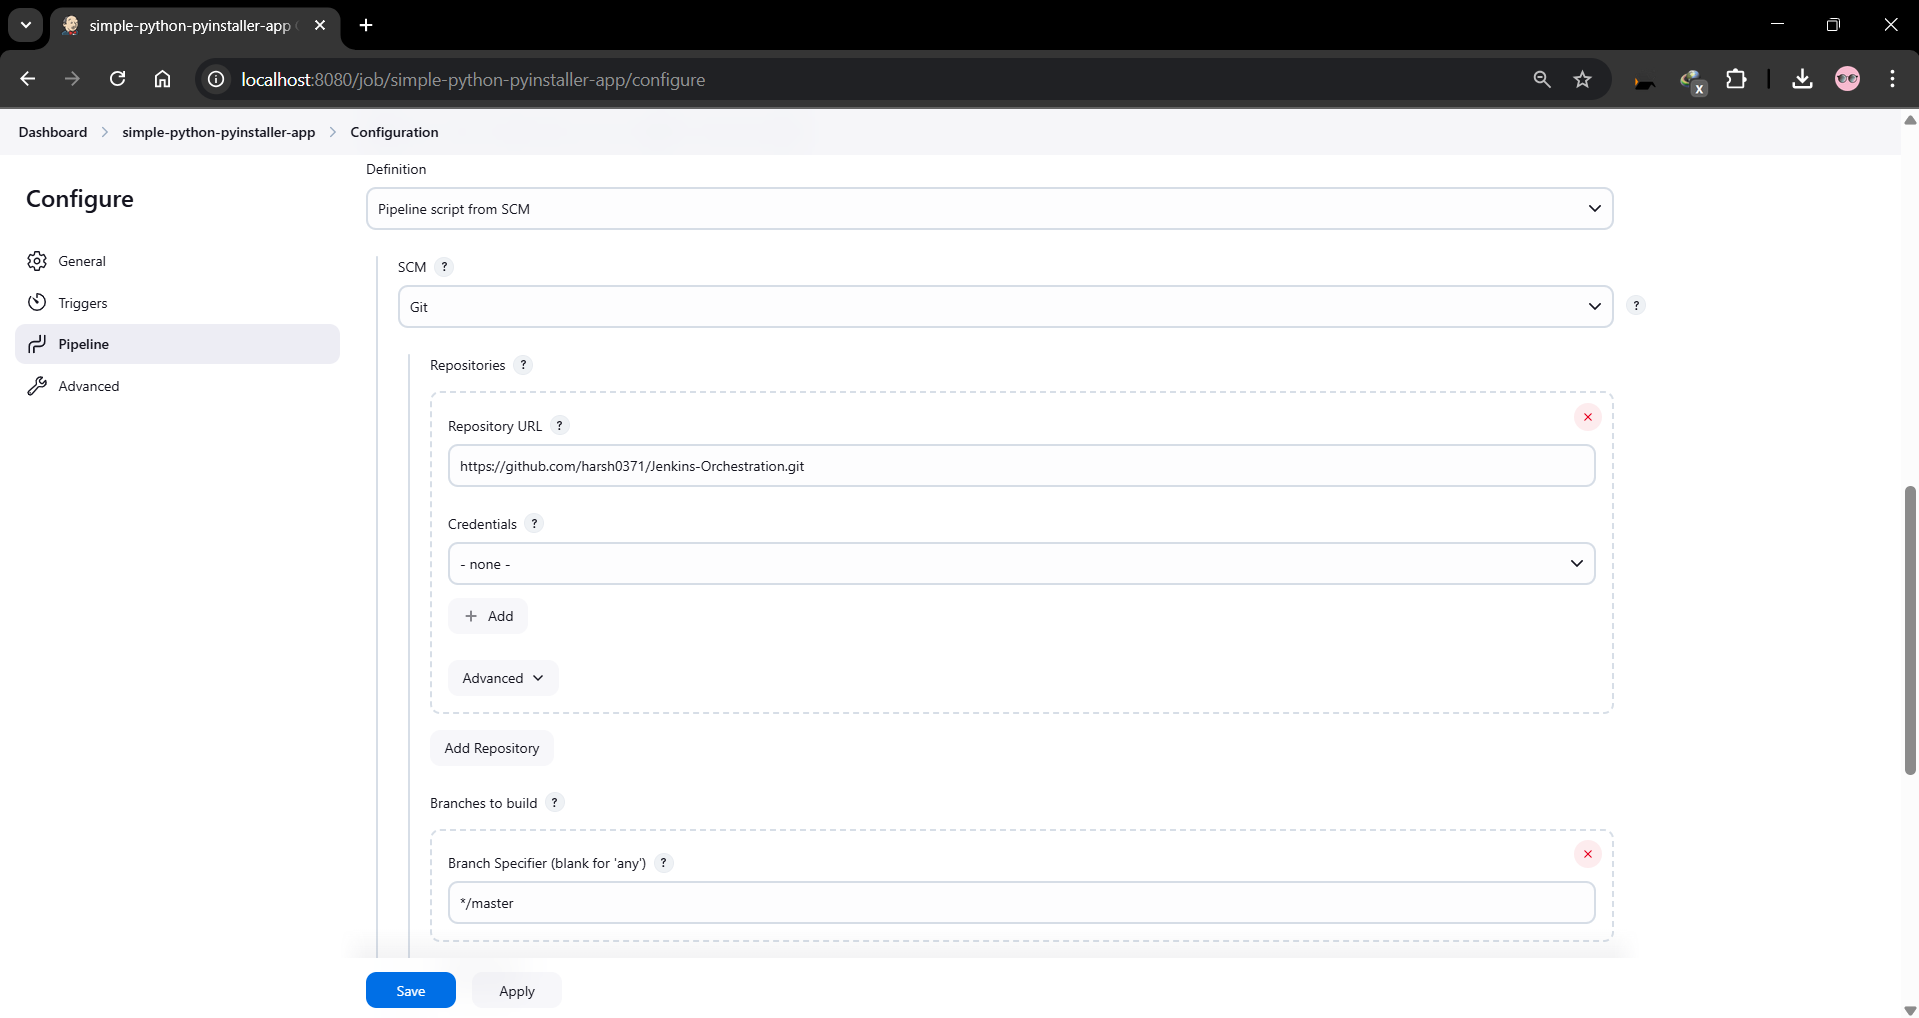 simple-python-pyinstaller-app
localhost:8080/job/simple-python-pyinstaller-app/configure
x
Dashboard > simple-python-pyinstaller-app > Configuration
Configure
General
Triggers
Pipeline
Advanced
Definition
Pipeline script from SCM
SCM ?
Git
?
Repositories ?
Repository URL ?
https://github.com/harsh0371/Jenkins-Orchestration.git
Credentials ?
- none -
+ Add
Advanced
Add Repository
Branches to build ?
Branch Specifier (blank for 'any') ?
*/master
Save
Apply